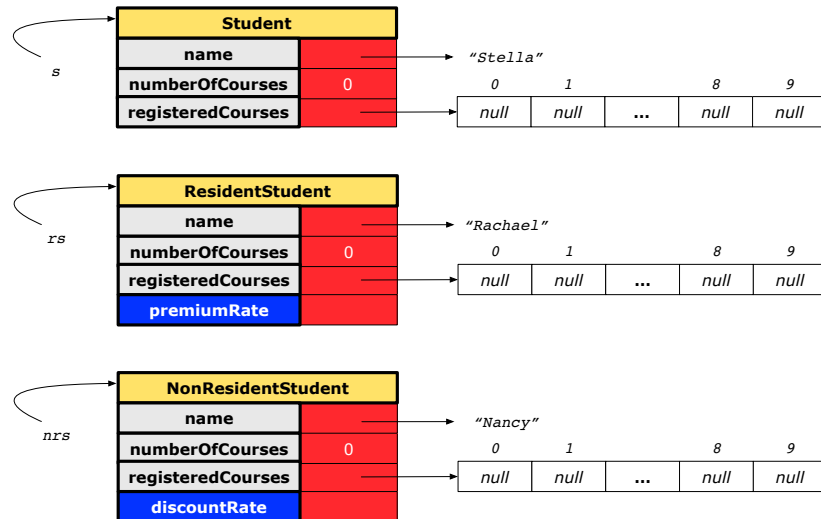 Student
name
"Stella"
s
numberOfCourses 0
0 1 8 9
registeredCourses
null null ... null null
ResidentStudent
name
"Rachael"
rs
numberOfCourses 0
0 1 8 9
registeredCourses
null null ... null null
premiumRate
NonResidentStudent
name
"Nancy"
nrs
numberOfCourses 0
0 1 8 9
registeredCourses
null null ... null null
discountRate